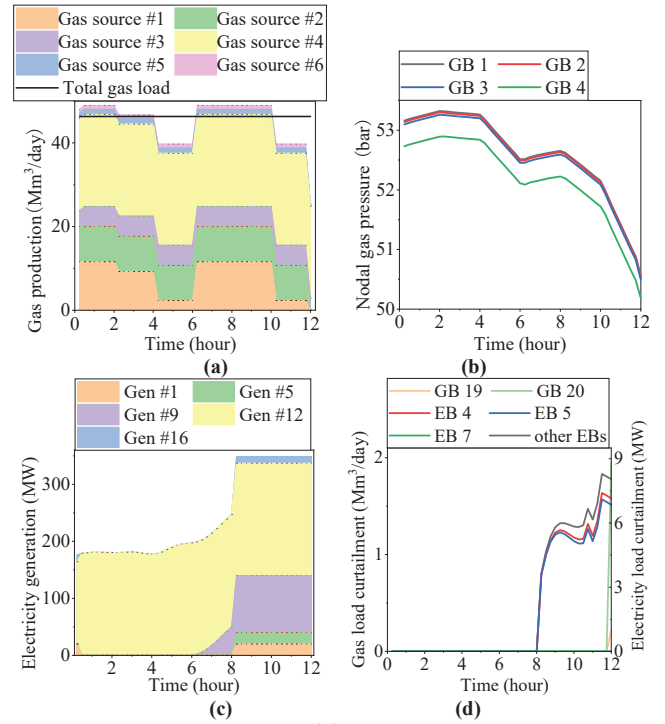 Gas source #1 Gas source #2
Gas source #3 Gas source #4
Gas source #5 Gas source #6
Total gas load
Gas production (Mm³/day)
40
20
0
0 2 4 6 8 10 12
Time (hour)
(a)
GB 1 GB 2
GB 3 GB 4
Nodal gas pressure (bar)
53
52
51
50
0 2 4 6 8 10 12
Time (hour)
(b)
Gen #1 Gen #5
Gen #9 Gen #12
Gen #16
Electricity generation (MW)
300
200
100
0
0 2 4 6 8 10 12
Time (hour)
(c)
GB 19 GB 20
EB 4 EB 5
EB 7 other EBs
Gas load curtailment (Mm³/day)
2
1
0
0 2 4 6 8 10 12
9
6
3
0
Electricity load curtailment (MW)
Time (hour)
(d)